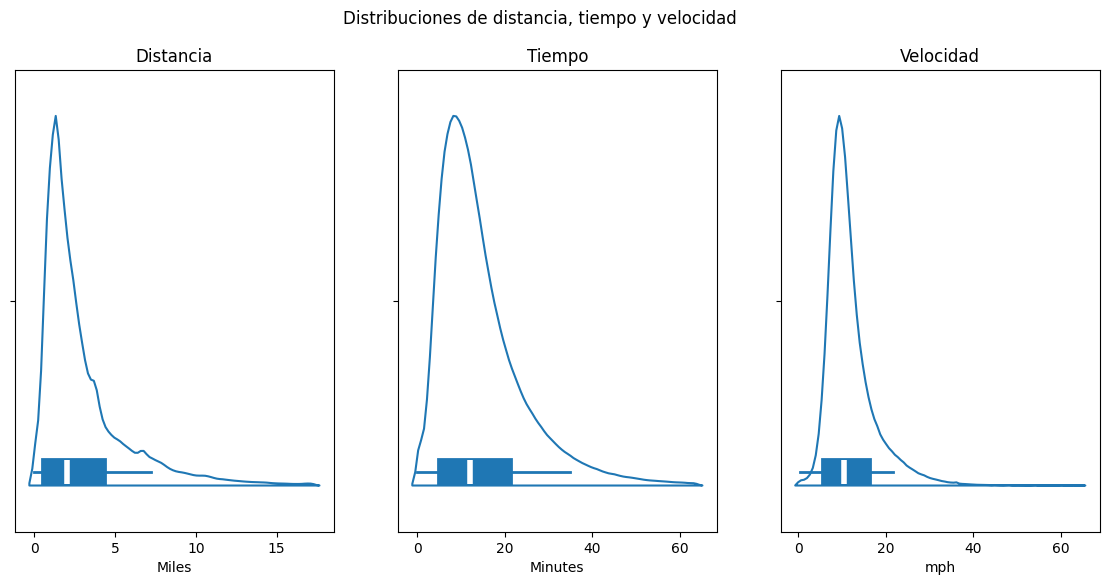 Distribuciones de distancia, tiempo y velocidad
Distancia
Tiempo
Velocidad
0 5 10 15
0 20 40 60
0 20 40 60
Miles
Minutes
mph